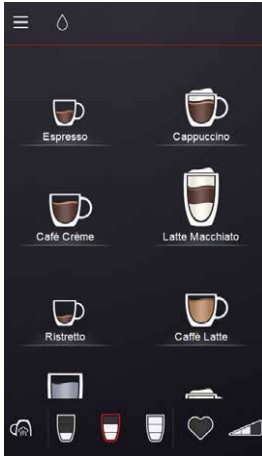 Espresso
Cappuccino
Café Crème
Latte Macchiato
Ristretto
Caffè Latte